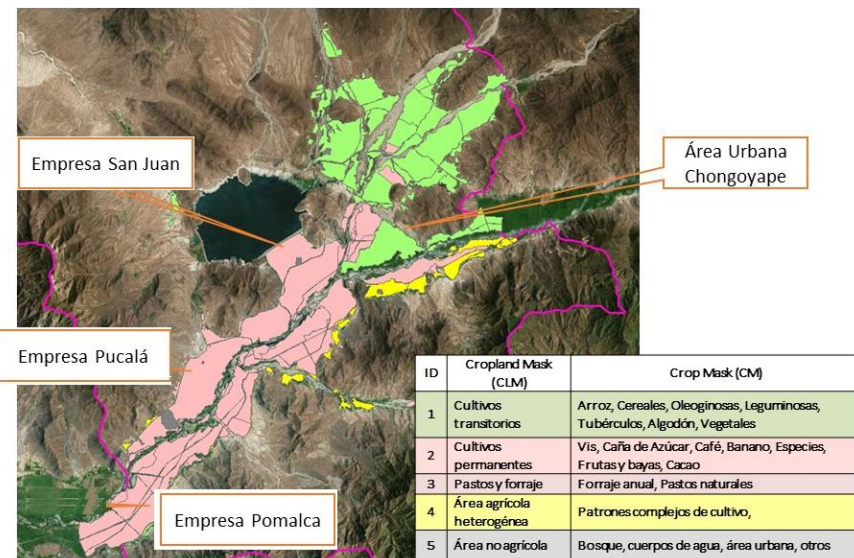 Empresa San Juan
Área Urbana
Chongoyape
Empresa Pucalá
Empresa Pomalca
ID Cropland Mask (CLM) Crop Mask (CM)
1 Cultivos transitorios Arroz, Cereales, Oleoginosas, Leguminosas, Tubérculos, Algodón, Vegetales
2 Cultivos permanentes Vis, Caña de Azúcar, Café, Banano, Especies, Frutas y bayas, Cacao
3 Pastos y forraje Forraje anual, Pastos naturales
4 Área agrícola heterogénea Patrones complejos de cultivo,
5 Área no agrícola Bosque, cuerpos de agua, área urbana, otros